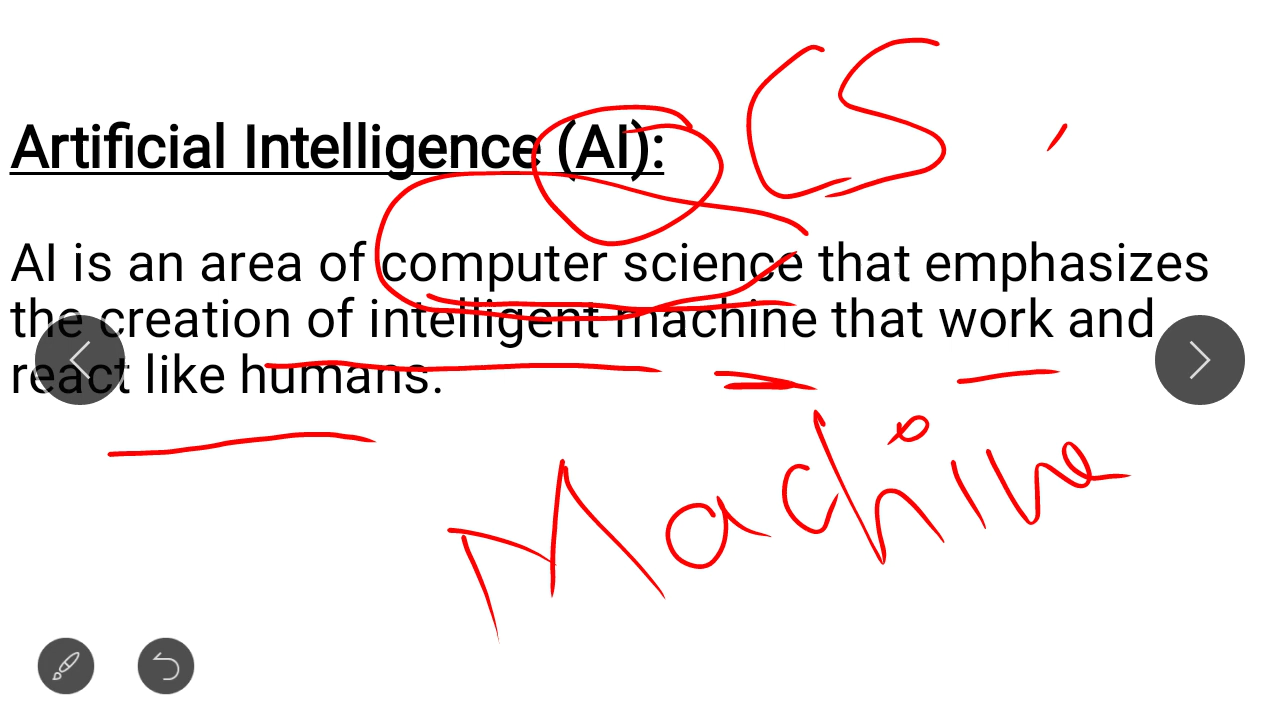 CS
Artificial Intelligence (AI):
AI is an area of computer science that emphasizes
the creation of intelligent machine that work and
react like humans.
Machine